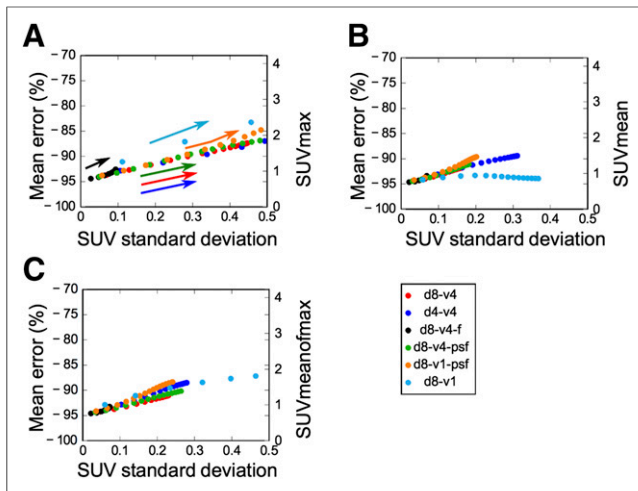 A
Mean error (%)
−70
−75
−80
−85
−90
−95
−100
0 0.1 0.2 0.3 0.4 0.5
SUV standard deviation
4
3
2
1
0
SUVmax
B
Mean error (%)
−70
−75
−80
−85
−90
−95
−100
0 0.1 0.2 0.3 0.4 0.5
SUV standard deviation
4
3
2
1
0
SUVmean
C
Mean error (%)
−70
−75
−80
−85
−90
−95
−100
0 0.1 0.2 0.3 0.4 0.5
SUV standard deviation
4
3
2
1
0
SUVmeanofmax
d8-v4
d4-v4
d8-v4-f
d8-v4-psf
d8-v1-psf
d8-v1